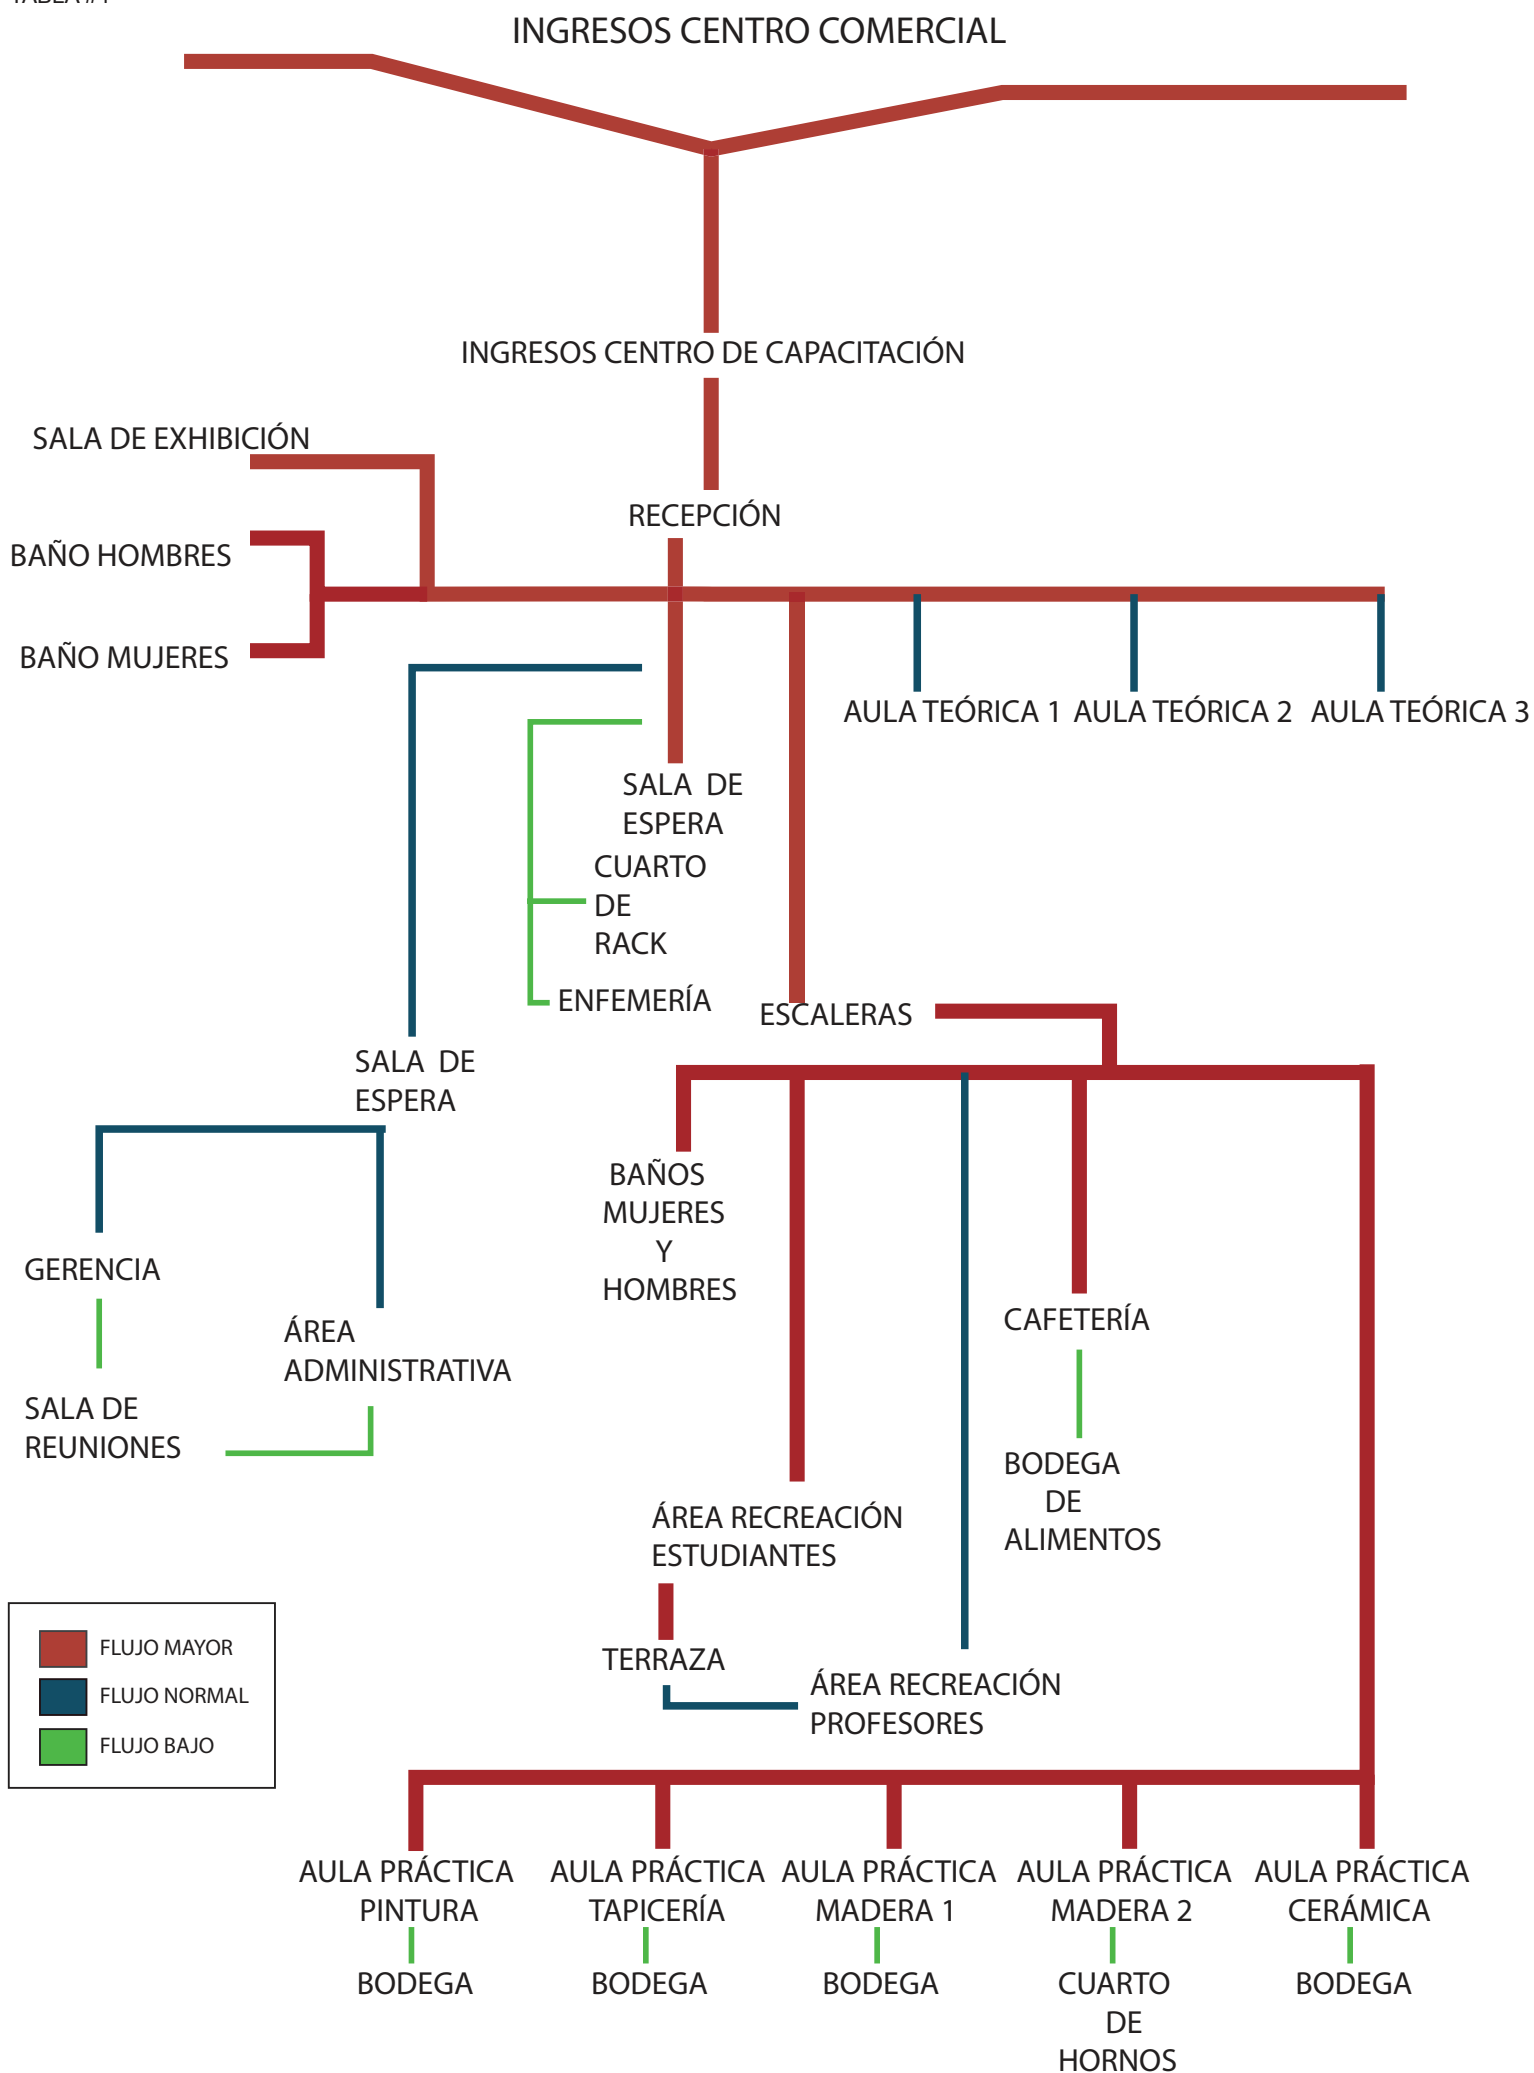 INGRESOS CENTRO COMERCIAL
INGRESOS CENTRO DE CAPACITACIÓN
SALA DE EXHIBICIÓN
RECEPCIÓN
BAÑO HOMBRES
BAÑO MUJERES
AULA TEÓRICA 1
AULA TEÓRICA 2
AULA TEÓRICA 3
SALA DE
ESPERA
CUARTO
DE
RACK
ENFEMERÍA
ESCALERAS
SALA DE
ESPERA
BAÑOS
MUJERES
Y
HOMBRES
GERENCIA
ÁREA
ADMINISTRATIVA
CAFETERÍA
SALA DE
REUNIONES
BODEGA
DE
ALIMENTOS
ÁREA RECREACIÓN
ESTUDIANTES
TERRAZA
ÁREA RECREACIÓN
PROFESORES
FLUJO MAYOR
FLUJO NORMAL
FLUJO BAJO
AULA PRÁCTICA
PINTURA
AULA PRÁCTICA
TAPICERÍA
AULA PRÁCTICA
MADERA 1
AULA PRÁCTICA
MADERA 2
AULA PRÁCTICA
CERÁMICA
BODEGA
BODEGA
BODEGA
CUARTO
DE
HORNOS
BODEGA